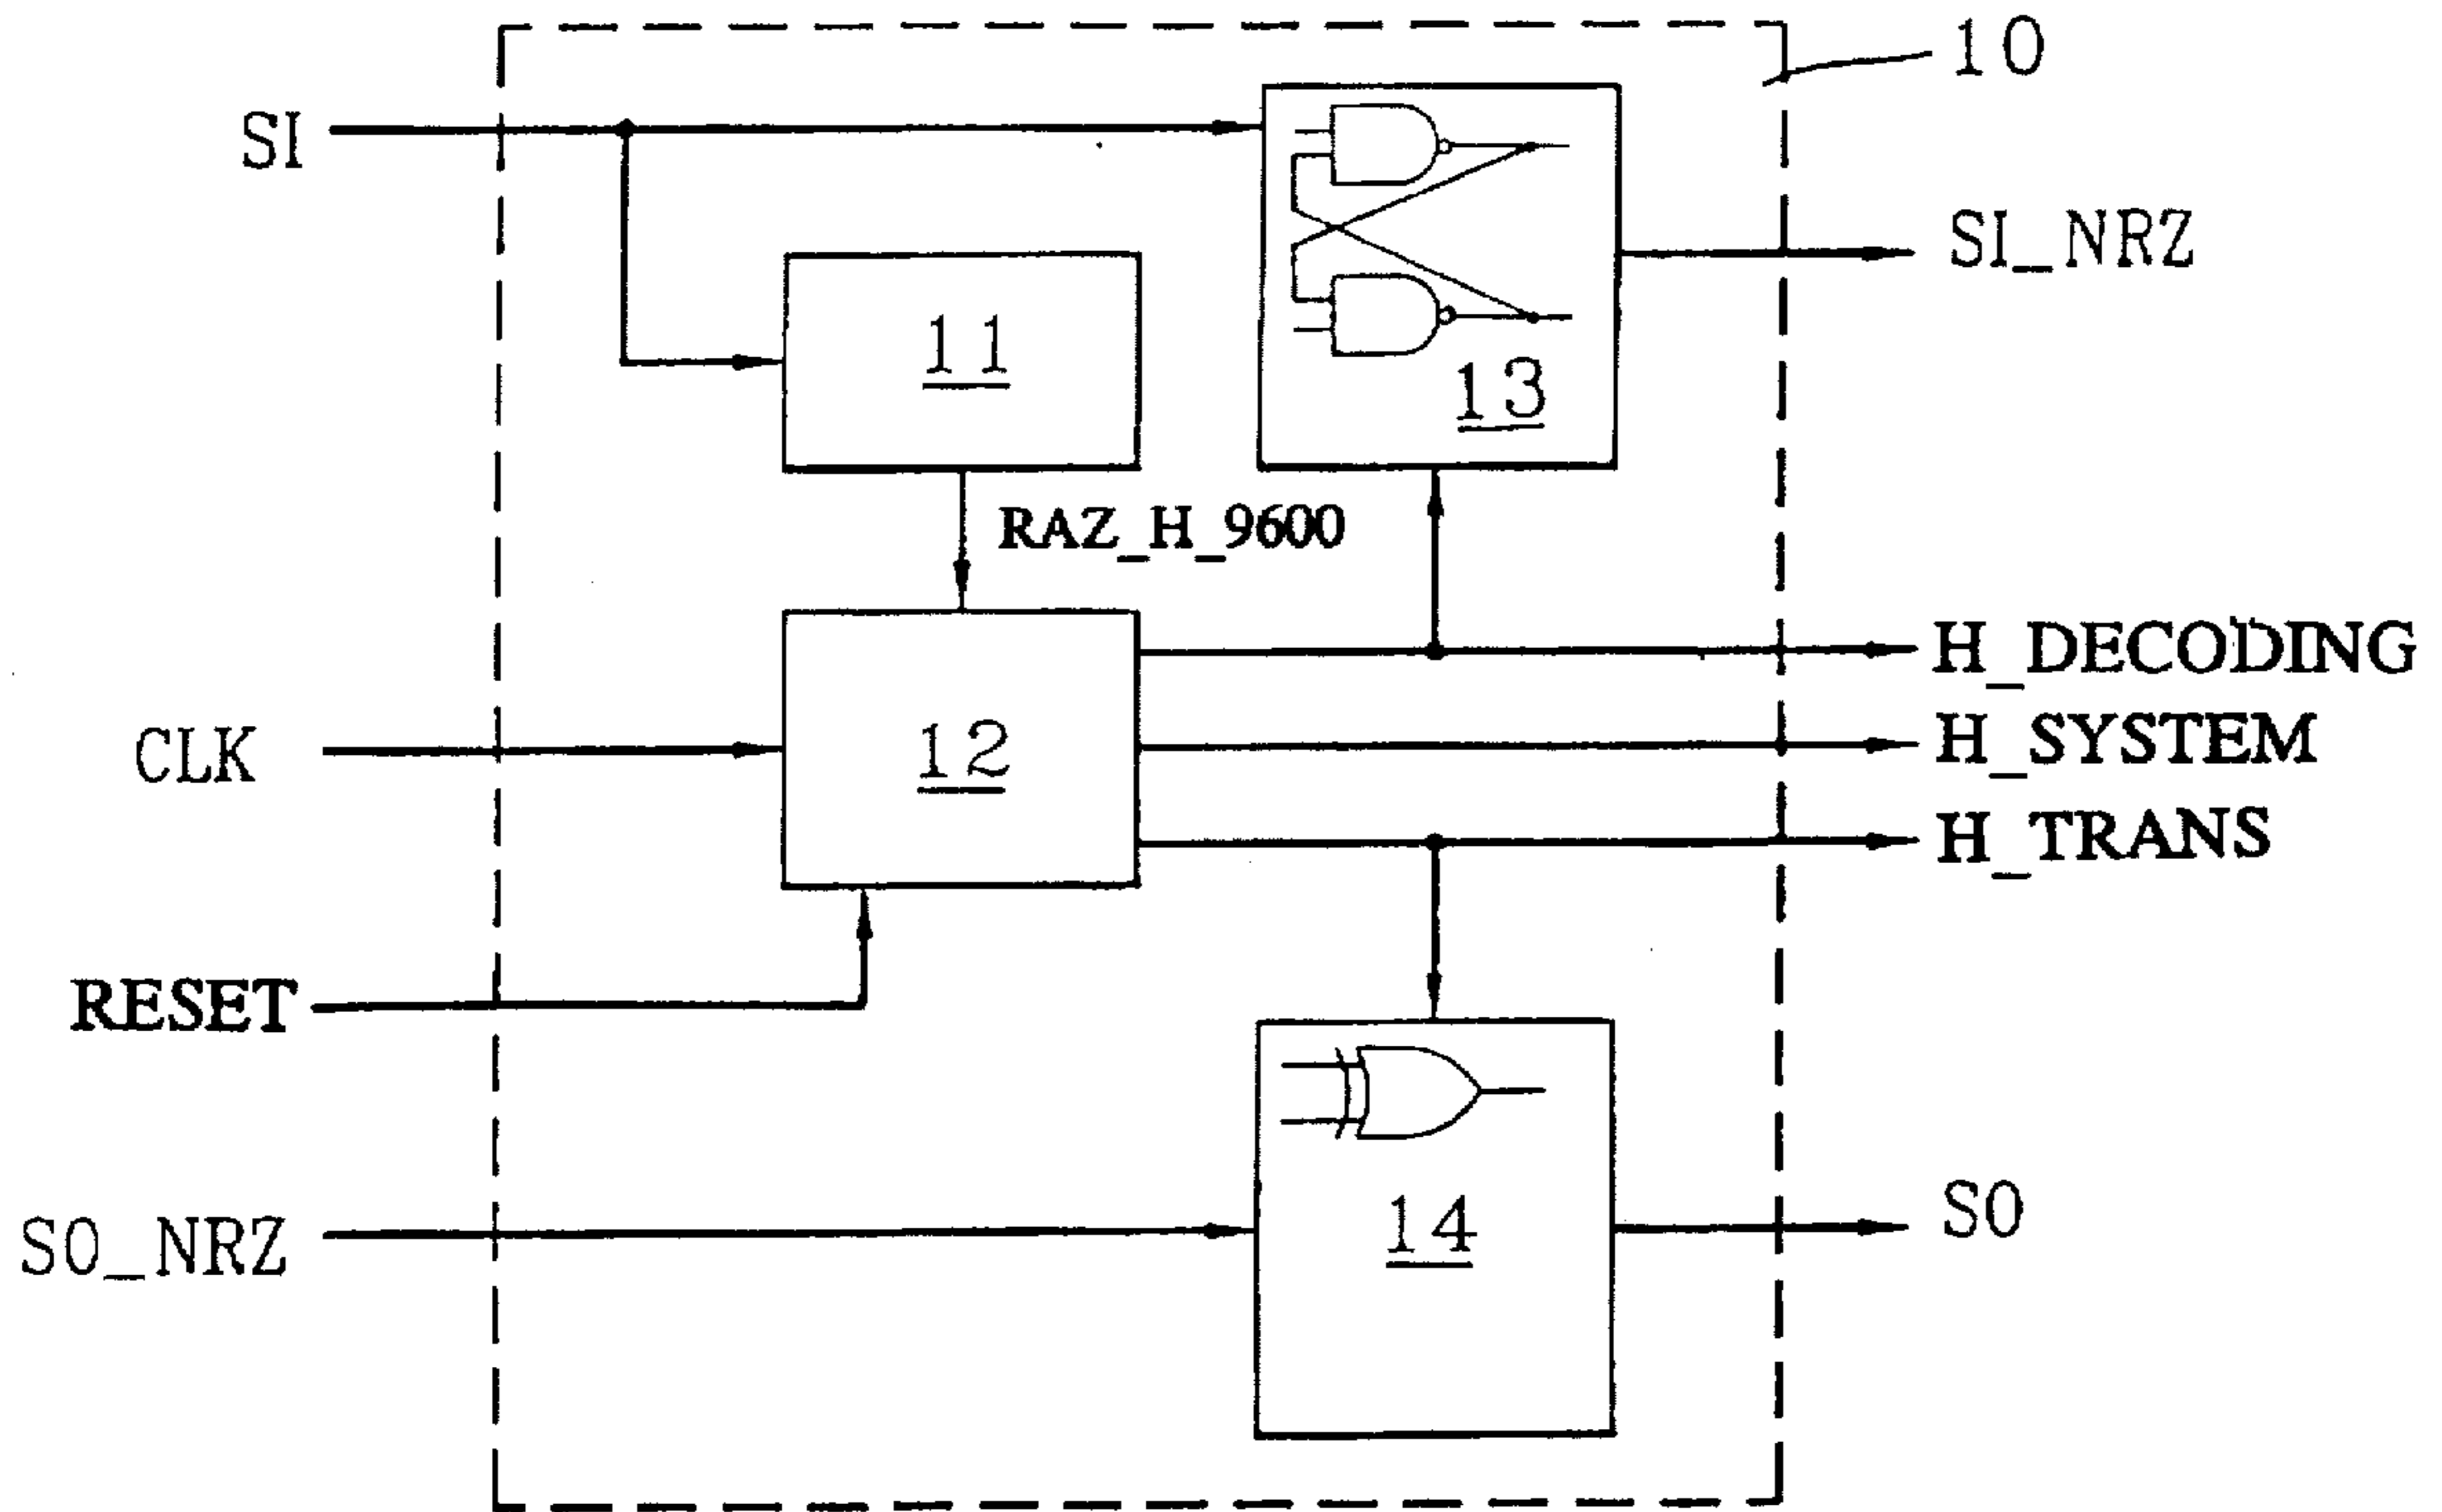 10
SI
SI_NRZ
11
13
RAZ_H_9600
H_DECODING
CLK
12
H_SYSTEM
H_TRANS
RESET
SO_NRZ
14
SO